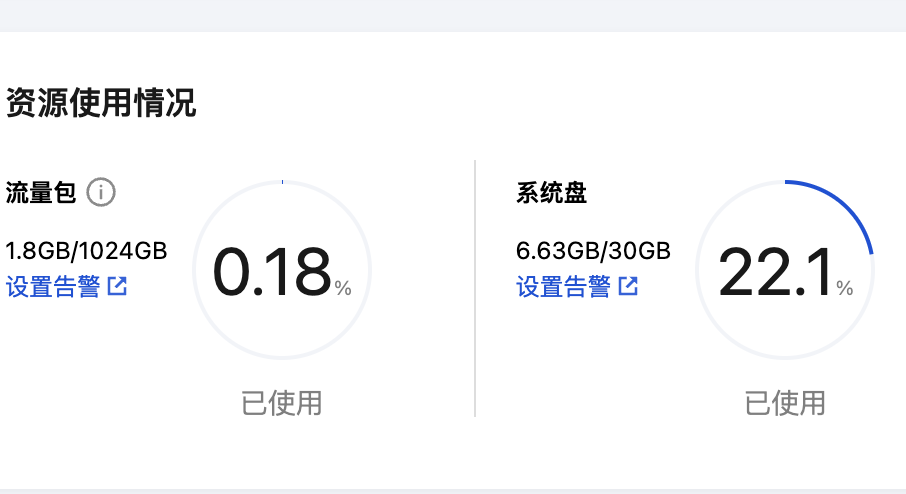 资源使用情况
流量包
1.8GB/1024GB
设置告警
0.18%
已使用
系统盘
6.63GB/30GB
设置告警
22.1%
已使用